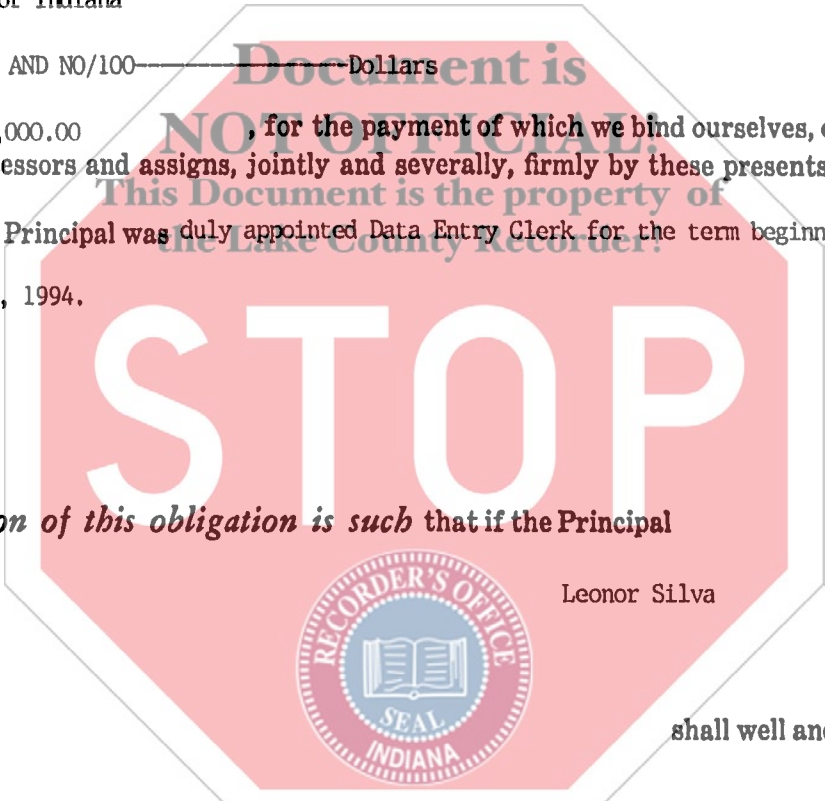 of Indiana
AND NO/100 Dollars
Document is
,000.00 , for the payment of which we bind ourselves,
NOT OFFICIAL!
essors and assigns, jointly and severally, firmly by these presents
This Document is the property of
Principal was duly appointed Data Entry Clerk for the term beginn
the Lake County Recorder!
, 1994.
STOP
on of this obligation is such that if the Principal
RECORDER'S OFFICE
Leonor Silva
SEAL
INDIANA
shall well and